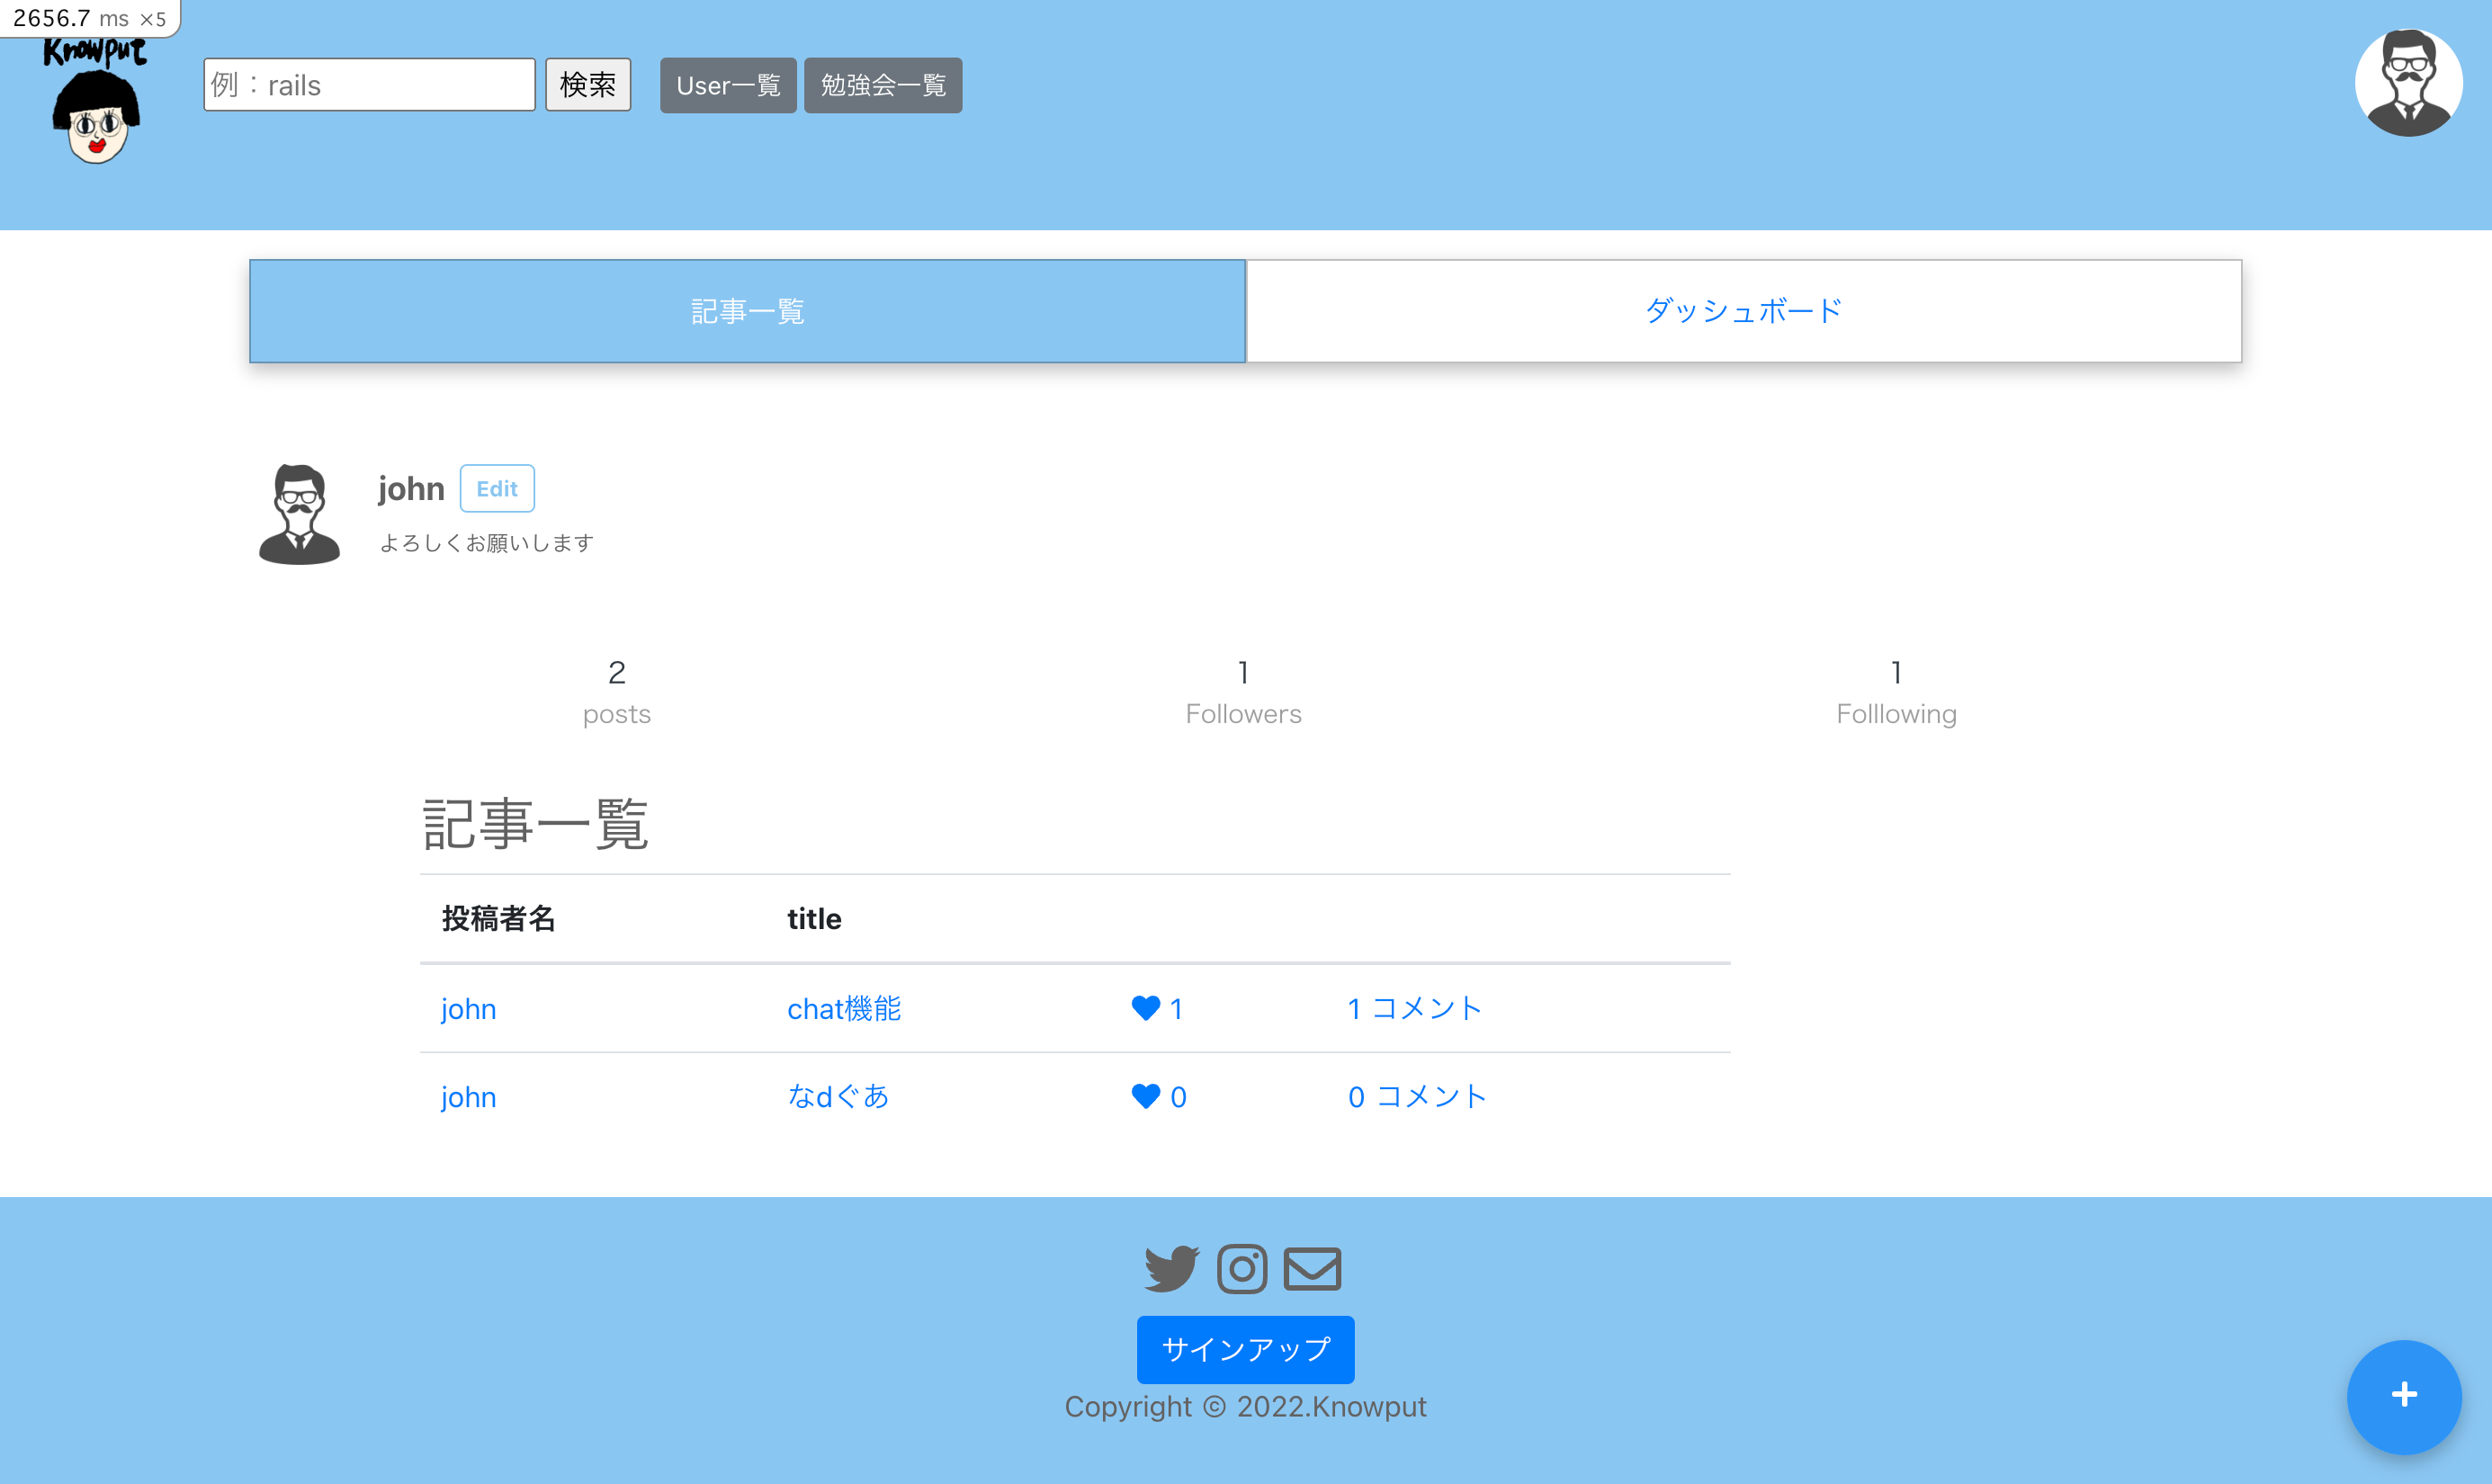 2656.7 ms ×5
Knowput
例：rails 検索 User一覧 勉強会一覧
記事一覧 ダッシュボード
john Edit
よろしくお願いします
2 1 1
posts Followers Folllowing
記事一覧
投稿者名 title
john chat機能 1 1 コメント
john なdぐあ 0 0 コメント
サインアップ
Copyright © 2022.Knowput
+